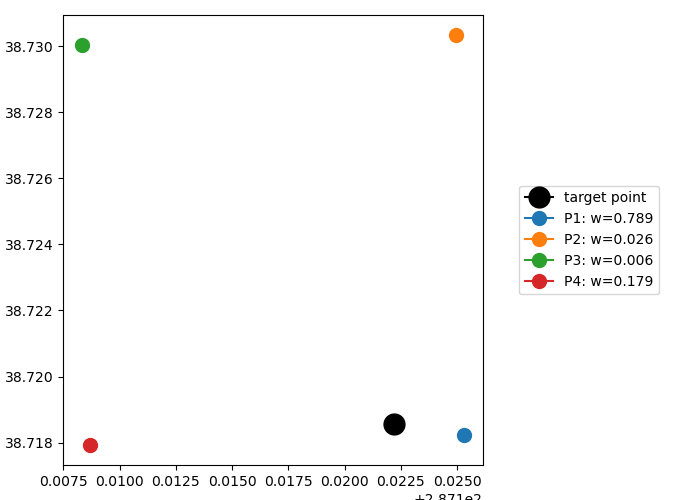 38.730
38.728
38.726
38.724
38.722
38.720
38.718
0.0075 0.0100 0.0125 0.0150 0.0175 0.0200 0.0225 0.0250
+2.871e2
target point
P1: w=0.789
P2: w=0.026
P3: w=0.006
P4: w=0.179